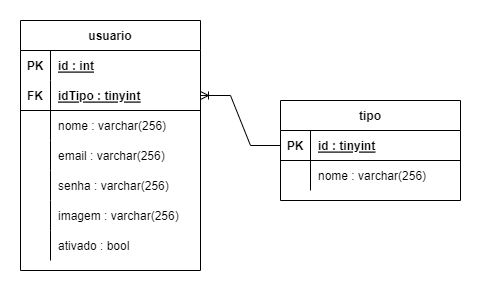 usuario
PK id : int
FK idTipo : tinyint
nome : varchar(256)
email : varchar(256)
senha : varchar(256)
imagem : varchar(256)
ativado : bool
tipo
PK id : tinyint
nome : varchar(256)